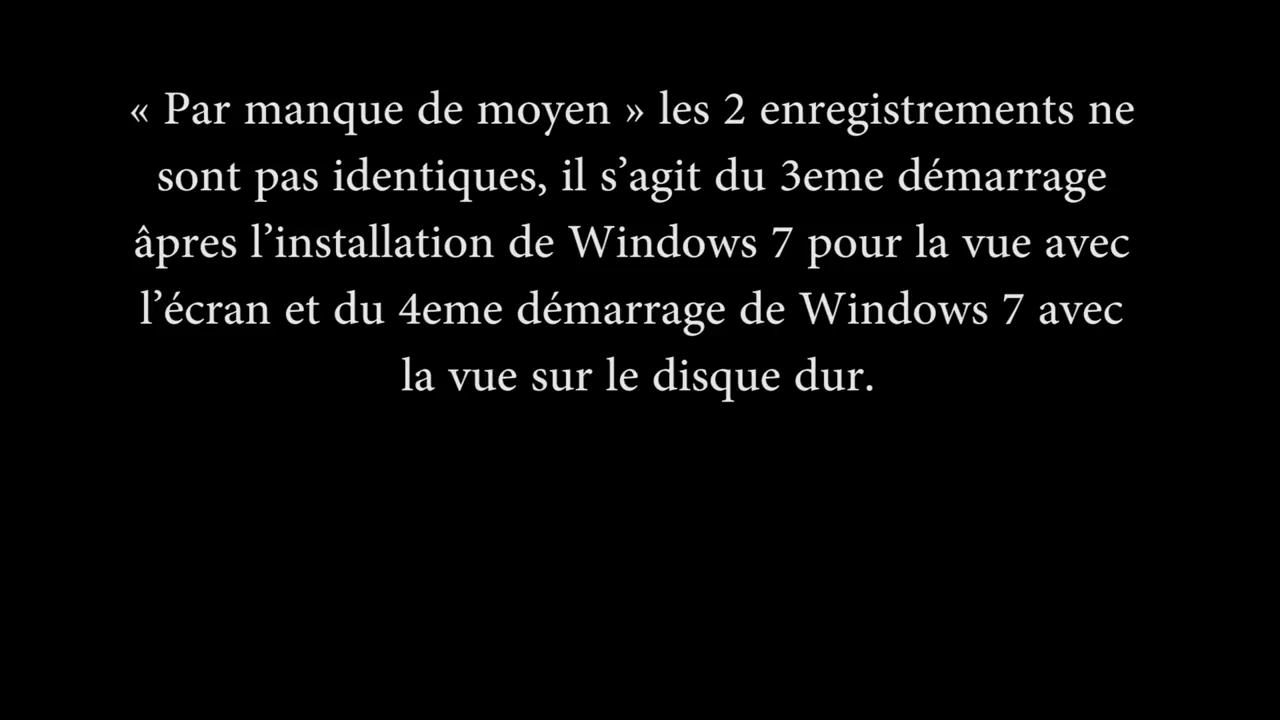 « Par manque de moyen » les 2 enregistrements ne
sont pas identiques, il s’agit du 3eme démarrage
âpres l’installation de Windows 7 pour la vue avec
l’écran et du 4eme démarrage de Windows 7 avec
la vue sur le disque dur.